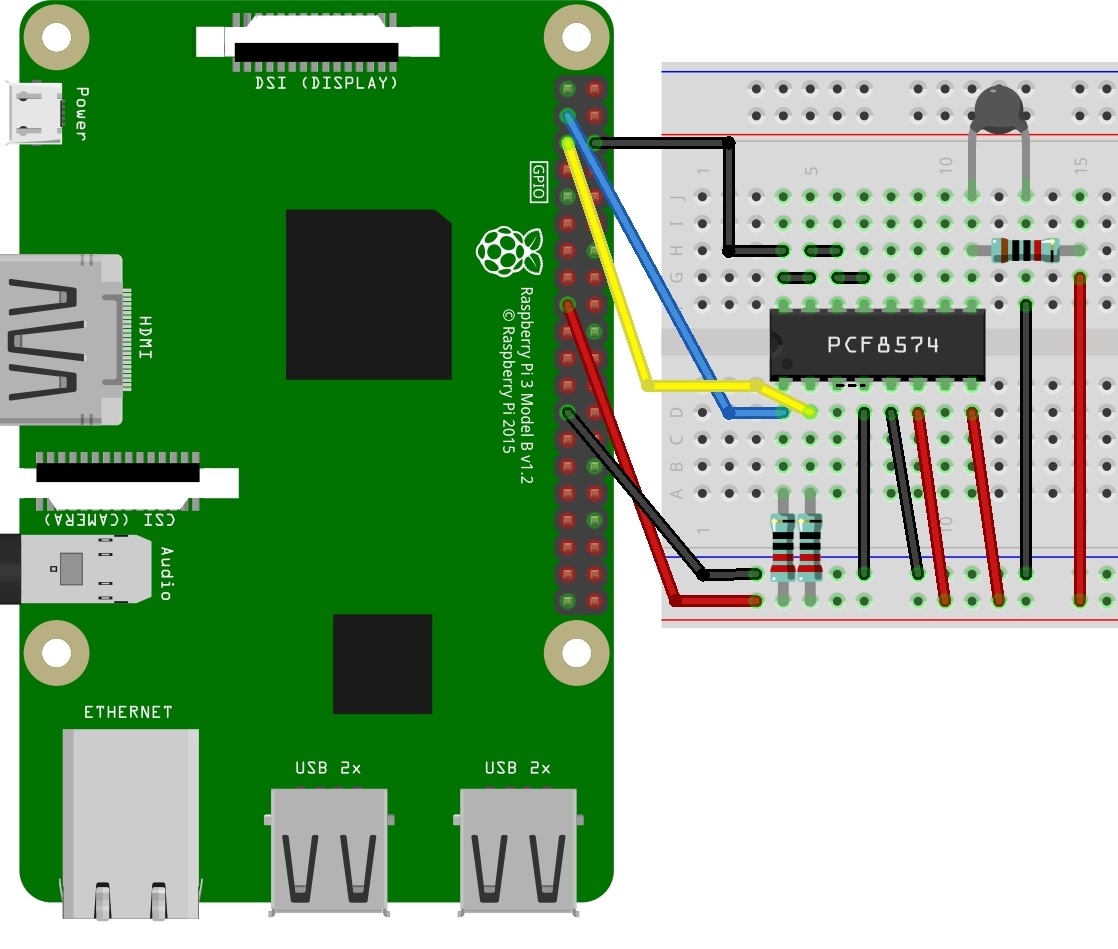 DSI (DISPLAY)
Power
GPIO
HDMI
Raspberry Pi 3 Model B v1.2
© Raspberry Pi 2015
CSI (CAMERA)
Audio
ETHERNET
USB 2x
USB 2x
1
5
10
15
J
I
H
G
PCF8574
D
C
B
A
1
10